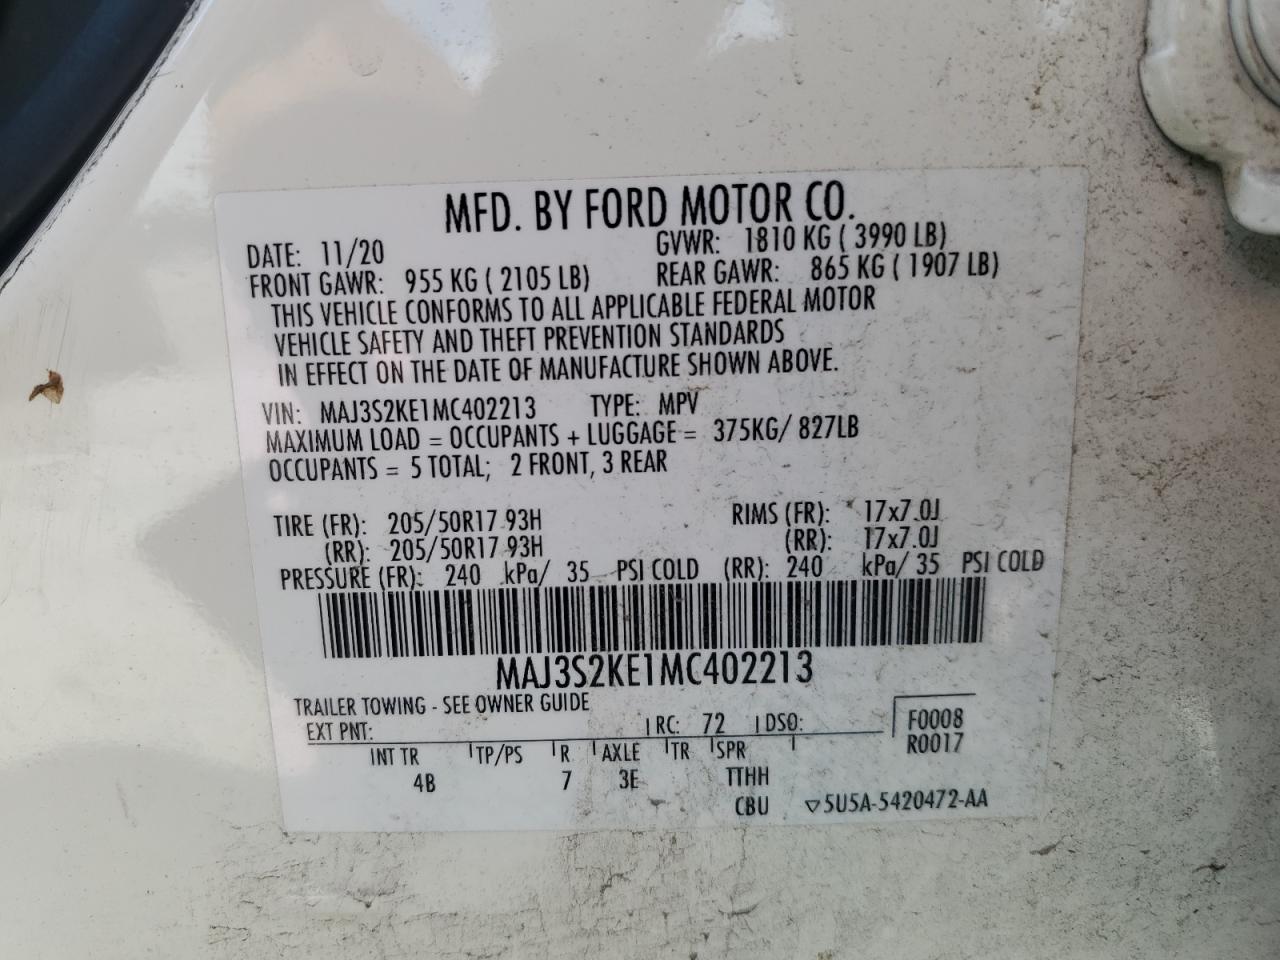 MFD. BY FORD MOTOR CO.
DATE: 11/20 GVWR: 1810 KG ( 3990 LB)
FRONT GAWR: 955 KG ( 2105 LB) REAR GAWR: 865 KG ( 1907 LB)
THIS VEHICLE CONFORMS TO ALL APPLICABLE FEDERAL MOTOR
VEHICLE SAFETY AND THEFT PREVENTION STANDARDS
IN EFFECT ON THE DATE OF MANUFACTURE SHOWN ABOVE.
VIN: MAJ3S2KE1MC402213 TYPE: MPV
MAXIMUM LOAD = OCCUPANTS + LUGGAGE = 375KG/ 827LB
OCCUPANTS = 5 TOTAL; 2 FRONT, 3 REAR
TIRE (FR): 205/50R17 93H RIMS (FR): 17x7.0J
(RR): 205/50R17 93H (RR): 17x7.0J
PRESSURE (FR): 240 kPa/ 35 PSI COLD (RR): 240 kPa/ 35 PSI COLD
MAJ3S2KE1MC402213
TRAILER TOWING - SEE OWNER GUIDE
EXT PNT: RC: 72 DSO: F0008
R0017
INT TR TP/PS R AXLE TR SPR
4B 7 3E TTHH
CBU ▽5U5A-5420472-AA